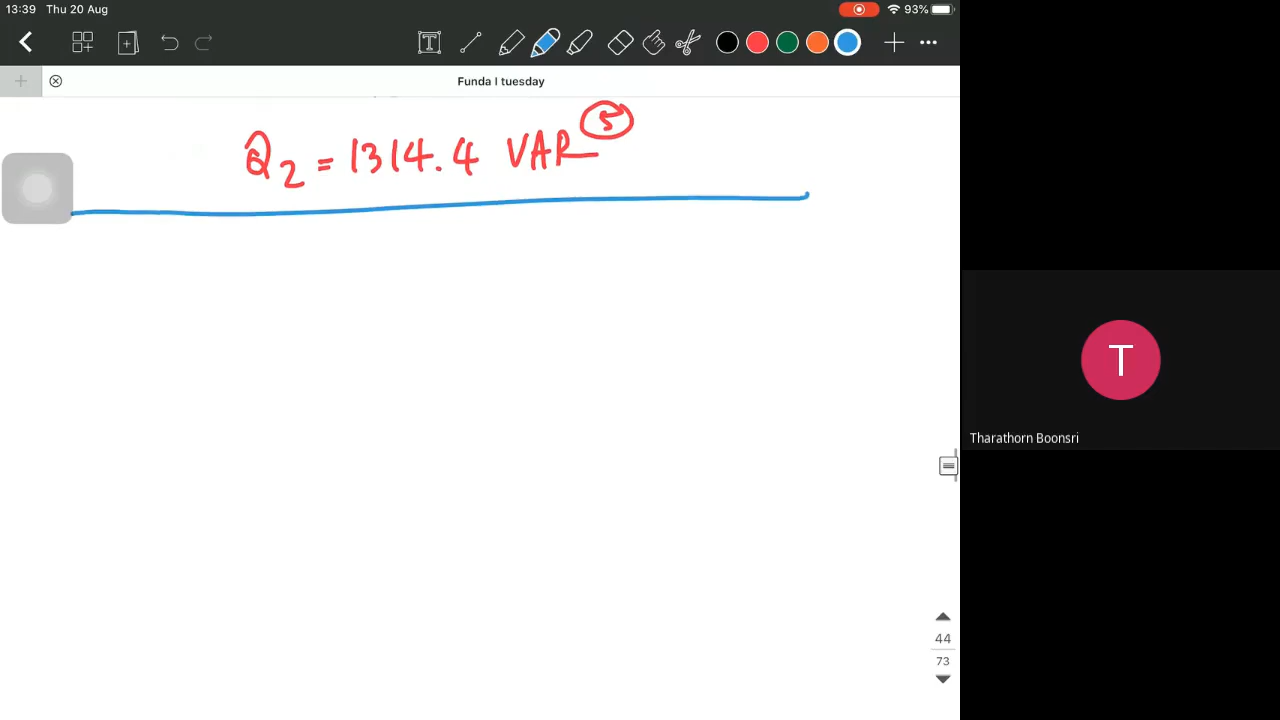 13:39 Thu 20 Aug 93%
T
Funda I tuesday
5
Q2 = 1314.4 VAR
T
Tharathorn Boonsri
44
73